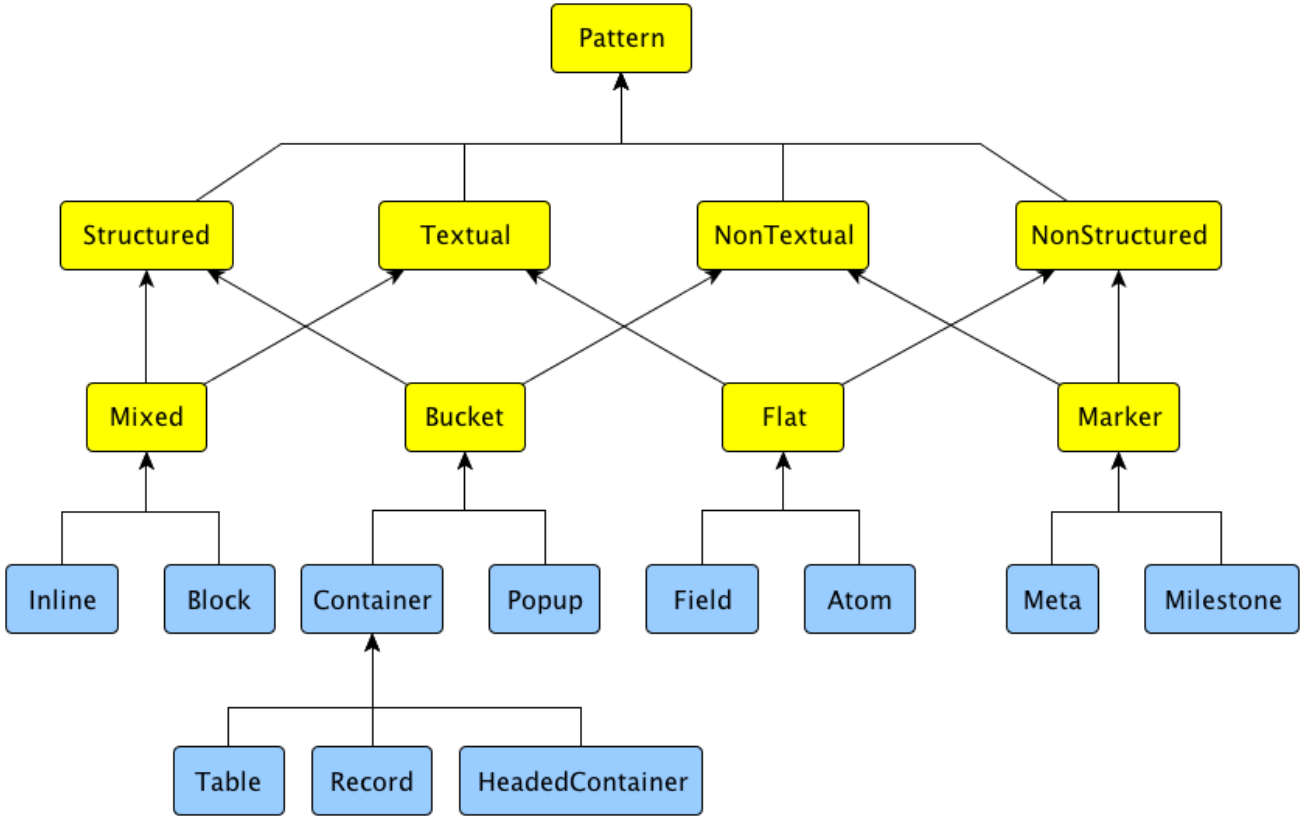 Pattern
Structured
Textual
NonTextual
NonStructured
Mixed
Bucket
Flat
Marker
Inline
Block
Container
Popup
Field
Atom
Meta
Milestone
Table
Record
HeadedContainer